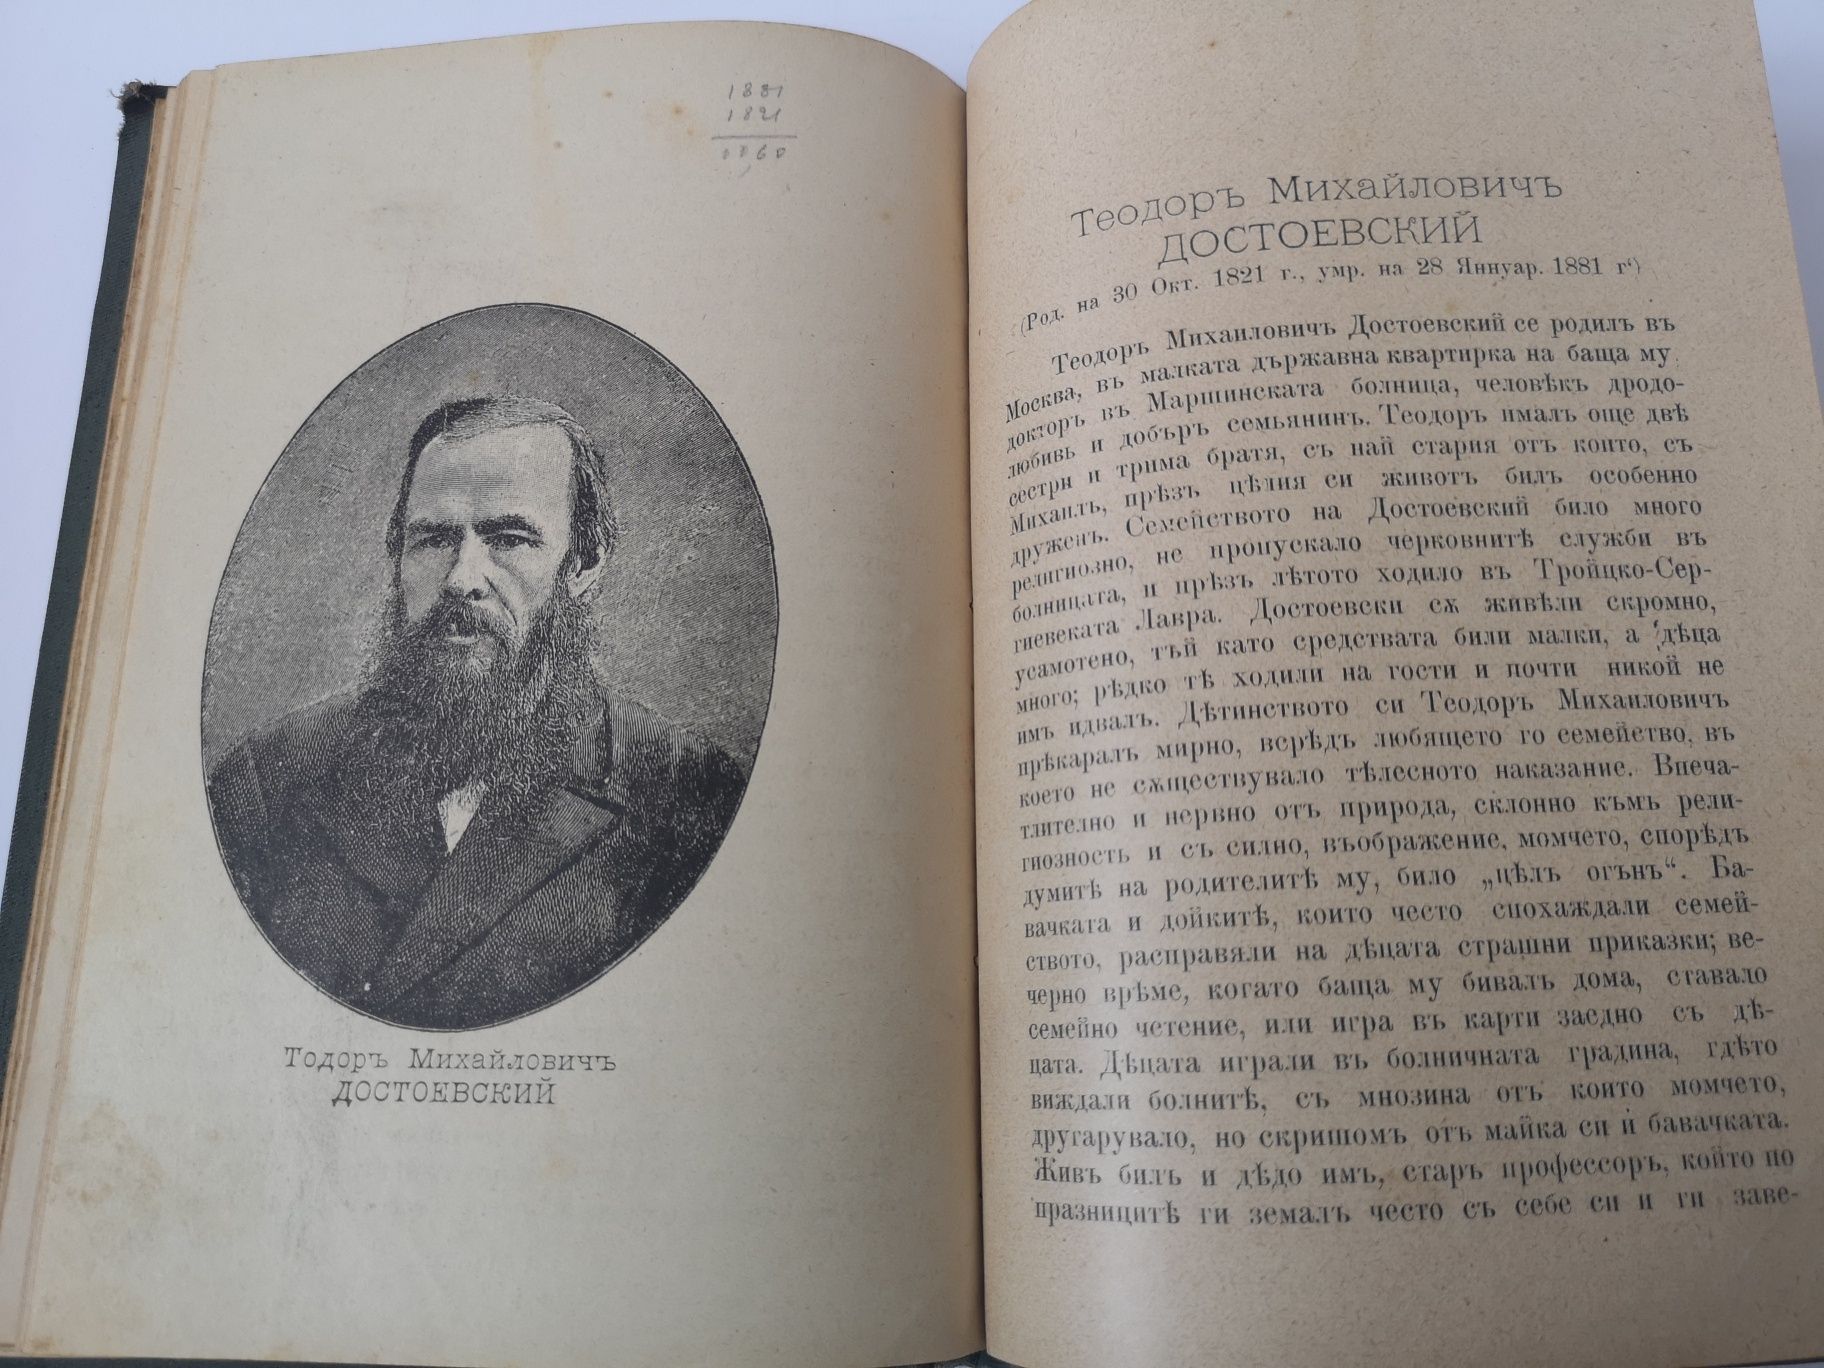 1881
1821
0060
Тодоръ Михайловичъ
ДОСТОЕВСКИЙ
Теодоръ Михайловичъ
ДОСТОЕВСКИЙ
(Род. на 30 Окт. 1821 г., умр. на 28 Януар. 1881 г.)
Теодоръ Михаиловичъ Достоевский се родилъ въ
Москва, въ малката държавна квартирка на баща му
докторъ въ Маршинската болница, человѣкъ дродо-
любивъ и добъръ семьянинъ. Теодоръ ималъ още двѣ
сестри и трима братя, съ най стария отъ които, съ
Михаилъ, прѣзъ цѣлия си животъ билъ особенно
друженъ. Семейството на Достоевский било много
религиозно, не пропускало черковнитѣ служби въ
болницата, и прѣзъ лѣтото ходило въ Тройцко-Сер-
гиевската Лавра. Достоевски сѫ живѣли скромно,
усамотено, тъй като средствата били малки, а дѣца
много; рѣдко тѣ ходили на гости и почти никой не
имъ идвалъ. Дѣтинството си Теодоръ Михаиловичъ
прѣкаралъ мирно, всрѣдъ любящето го семейство, въ
което не сѫществувало тѣлесното наказание. Впеча-
тлително и нервно отъ природа, склонно къмъ рели-
гиозность и съ силно, въображение, момчето, спорѣдъ
думитѣ на родителитѣ му, било „цѣлъ огънъ“. Ба-
вачката и дойкитѣ, които често спохаждали семей-
ството, расправяли на дѣцата страшни приказки; ве-
черно врѣме, когато баща му бивалъ дома, ставало
семейно четение, или игра въ карти заедно съ дѣ-
цата. Дѣцата играли въ болничната градина, гдѣто
виждали болнитѣ, съ мнозина отъ които момчето,
другарувало, но скришомъ отъ майка си и бавачката.
Живъ билъ и дѣдо имъ, старъ профессоръ, който по
празницитѣ ги земалъ често съ себе си и ги заве-